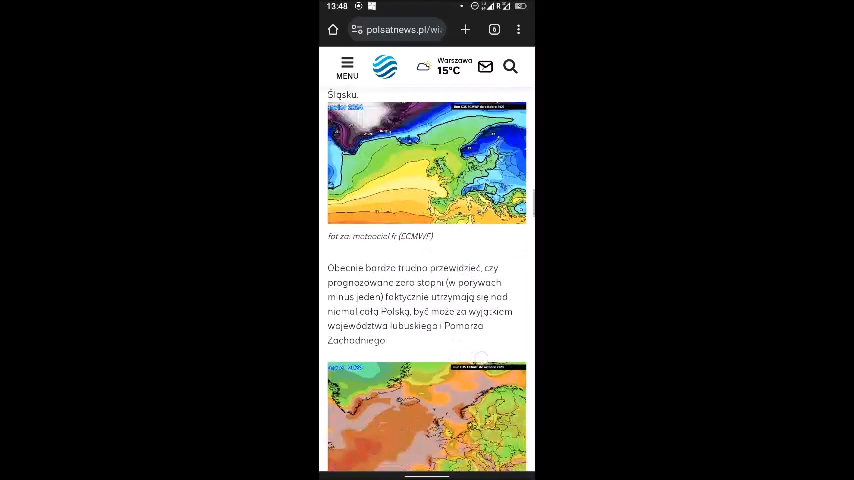 13:48
polsatnews.pl/wia
6
MENU
Warszawa
15°C
Śląsku.
fot za: meteociel.fr (ECMWF)
Obecnie bardzo trudno przewidzieć, czy
prognozowane zero stopni (w porywach
minus jeden) faktycznie utrzymają się nad
niemal całą Polską, być może za wyjątkiem
województwa lubuskiego i Pomorza
Zachodniego.